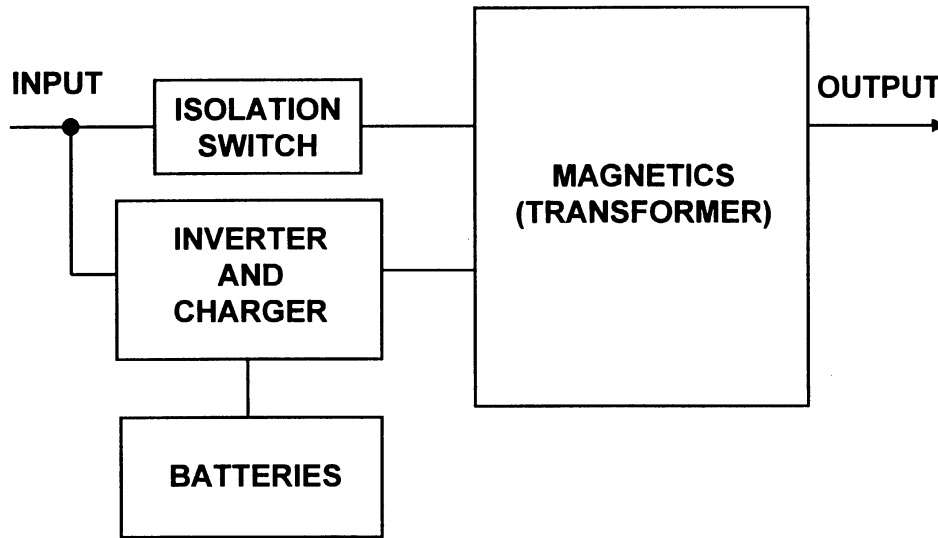 INPUT
ISOLATION
SWITCH
MAGNETICS
(TRANSFORMER)
OUTPUT
INVERTER
AND
CHARGER
BATTERIES